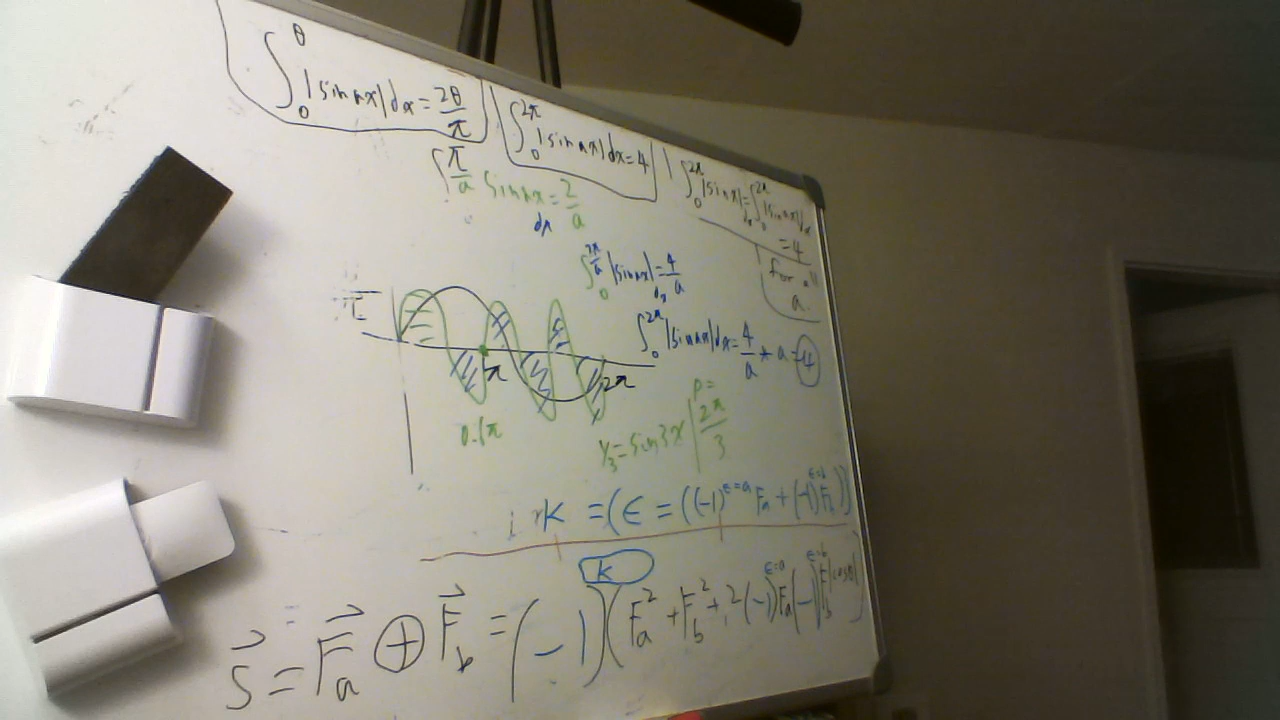 ∫₀^θ |sin nx| dx = 2θ/π
∫₀^2π |sin ax| dx = 4
∫₀^2π |sin x| dx = ∫₀^2π |sin ax| dx
= 4
for all
a.
∫ π/a sin ax = 2/a
dx
∫₀^2π/a |sin ax| dx = 4/a
∫₀^2π |sin ax| dx = 4/a * a = 4
π
π
2π
0.5π
y₃ = sin 3x | P = 2π/3
K = (ϵ = ((-1)^ϵ=a Fa + (-1)^ϵ=b Fb))
K
S⃗ = F⃗a ⊕ F⃗b = (-1)^K (Fa² + Fb² + 2(-1)^ϵ=a Fa (-1)^ϵ=b Fb |cosθ|)